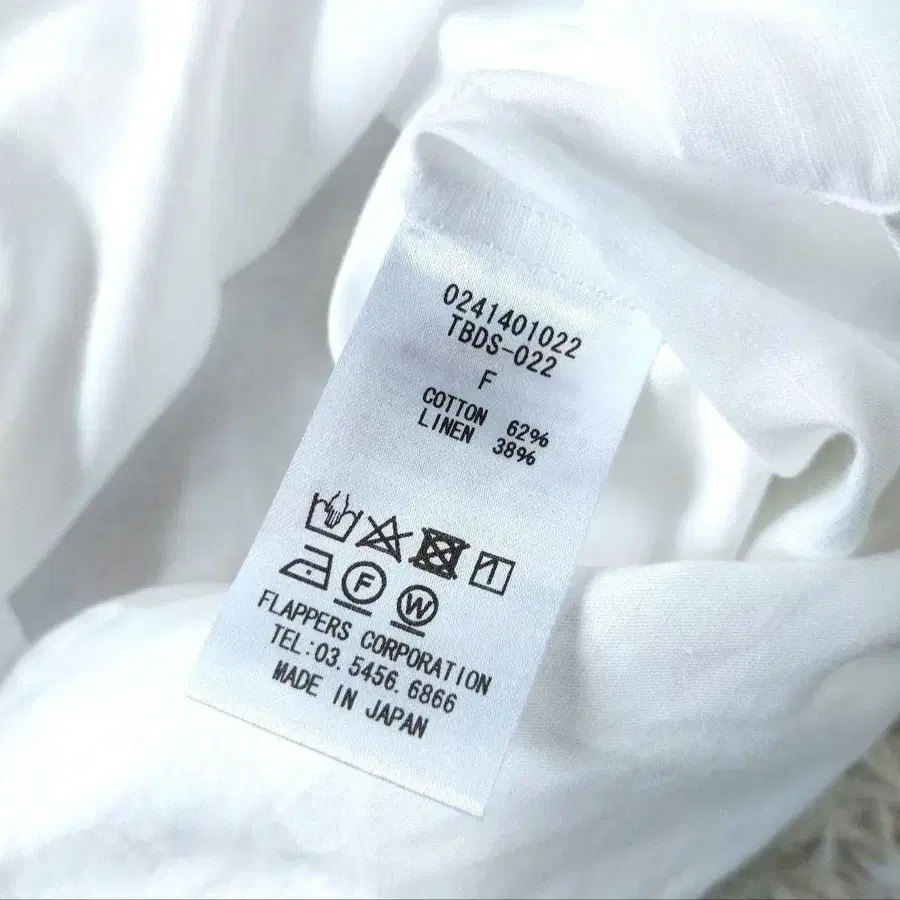 0241401022
TBDS-022
F
COTTON 62%
LINEN 38%
F W
FLAPPERS CORPORATION
TEL:03.5456.6866
MADE IN JAPAN